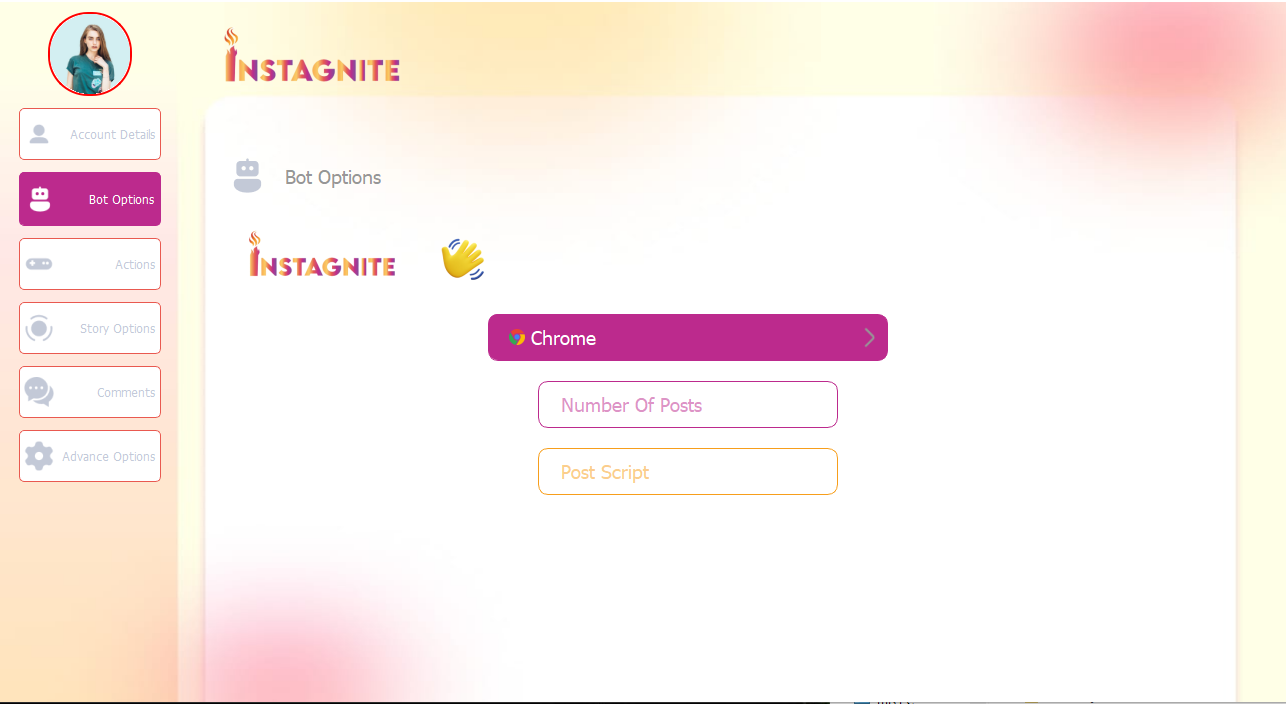 INSTAGNITE
Account Details
Bot Options
Actions
Story Options
Comments
Advance Options
Bot Options
INSTAGNITE
Chrome
Number Of Posts
Post Script